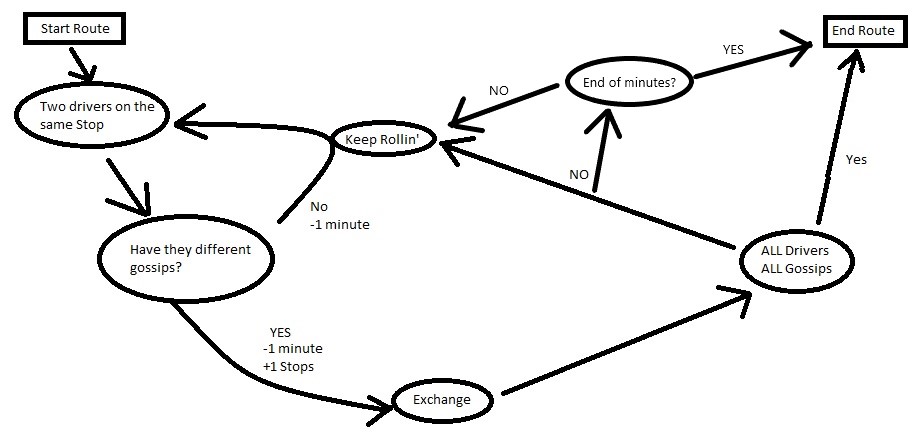 Start Route
End Route
YES
End of minutes?
NO
Two drivers on the
same Stop
Keep Rollin'
Yes
NO
No
-1 minute
Have they different
gossips?
ALL Drivers
ALL Gossips
YES
-1 minute
+1 Stops
Exchange